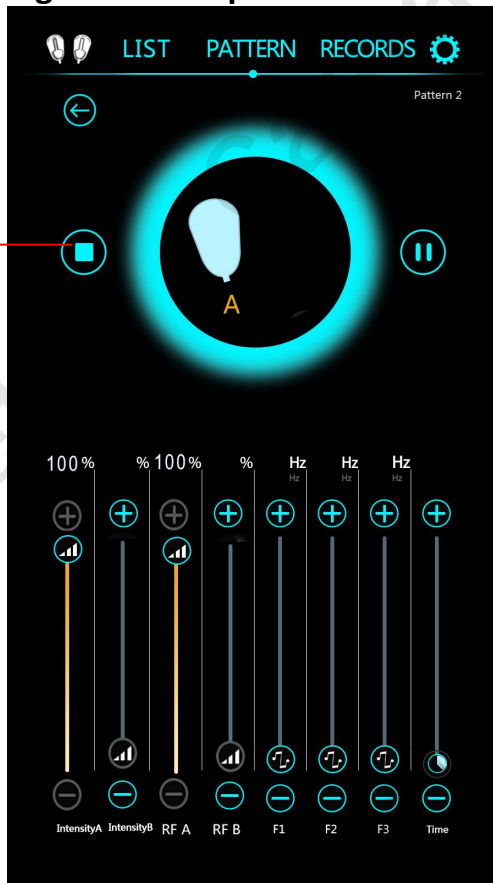 LIST PATTERN RECORDS
Pattern 2
A
100% % 100% % Hz Hz Hz
Hz Hz Hz
IntensityA IntensityB RF A RF B F1 F2 F3 Time